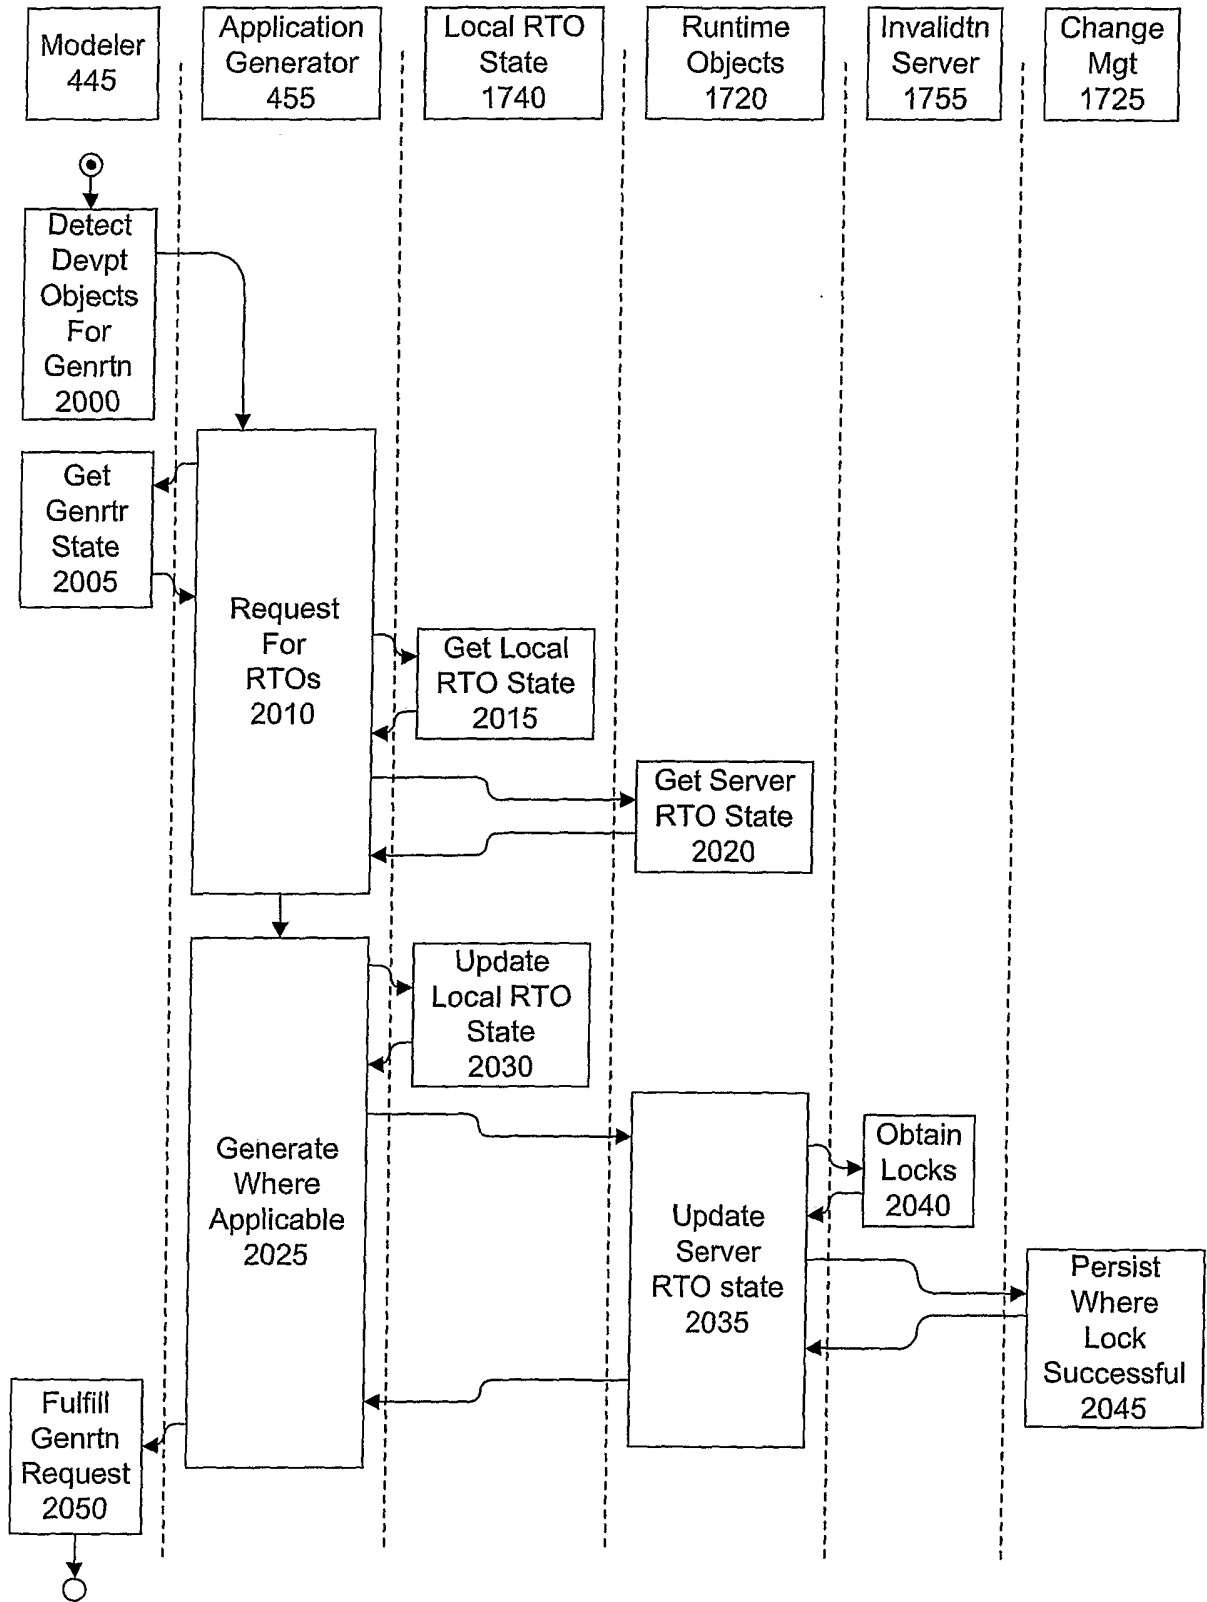 Modeler
445
Application
Generator
455
Local RTO
State
1740
Runtime
Objects
1720
Invalidtn
Server
1755
Change
Mgt
1725
Detect
Devpt
Objects
For
Genrtn
2000
Get
Genrtr
State
2005
Request
For
RTOs
2010
Get Local
RTO State
2015
Get Server
RTO State
2020
Update
Local RTO
State
2030
Generate
Where
Applicable
2025
Update
Server
RTO state
2035
Obtain
Locks
2040
Persist
Where
Lock
Successful
2045
Fulfill
Genrtn
Request
2050